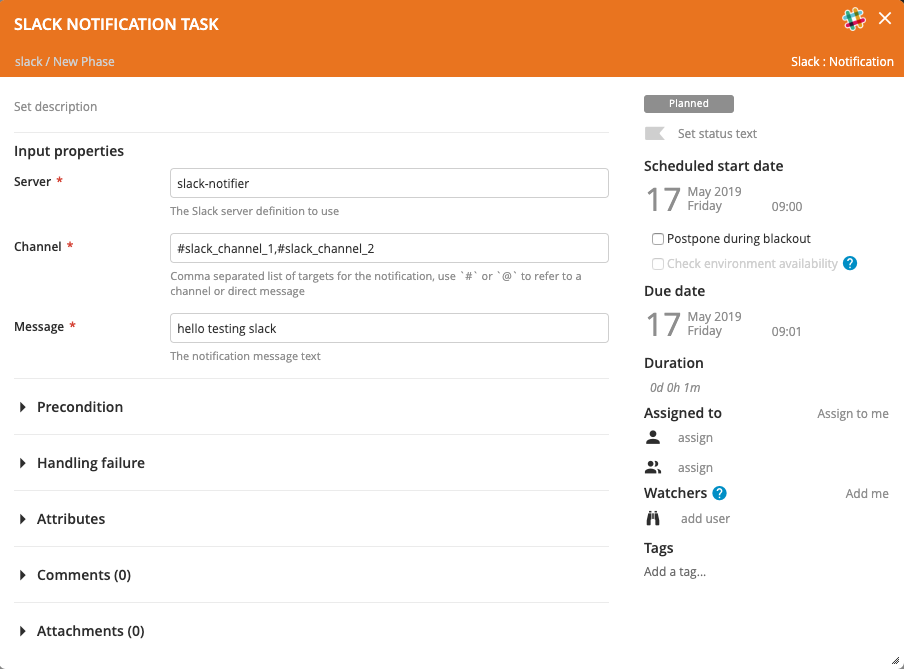 SLACK NOTIFICATION TASK
slack / New Phase
Slack : Notification
Set description
Input properties
Server *
slack-notifier
The Slack server definition to use
Channel *
#slack_channel_1,#slack_channel_2
Comma separated list of targets for the notification, use `#` or `@` to refer to a
channel or direct message
Message *
hello testing slack
The notification message text
Precondition
Handling failure
Attributes
Comments (0)
Attachments (0)
Planned
Set status text
Scheduled start date
17 May 2019
Friday 09:00
Postpone during blackout
Check environment availability ?
Due date
17 May 2019
Friday 09:01
Duration
0d 0h 1m
Assigned to Assign to me
assign
assign
Watchers ? Add me
add user
Tags
Add a tag...